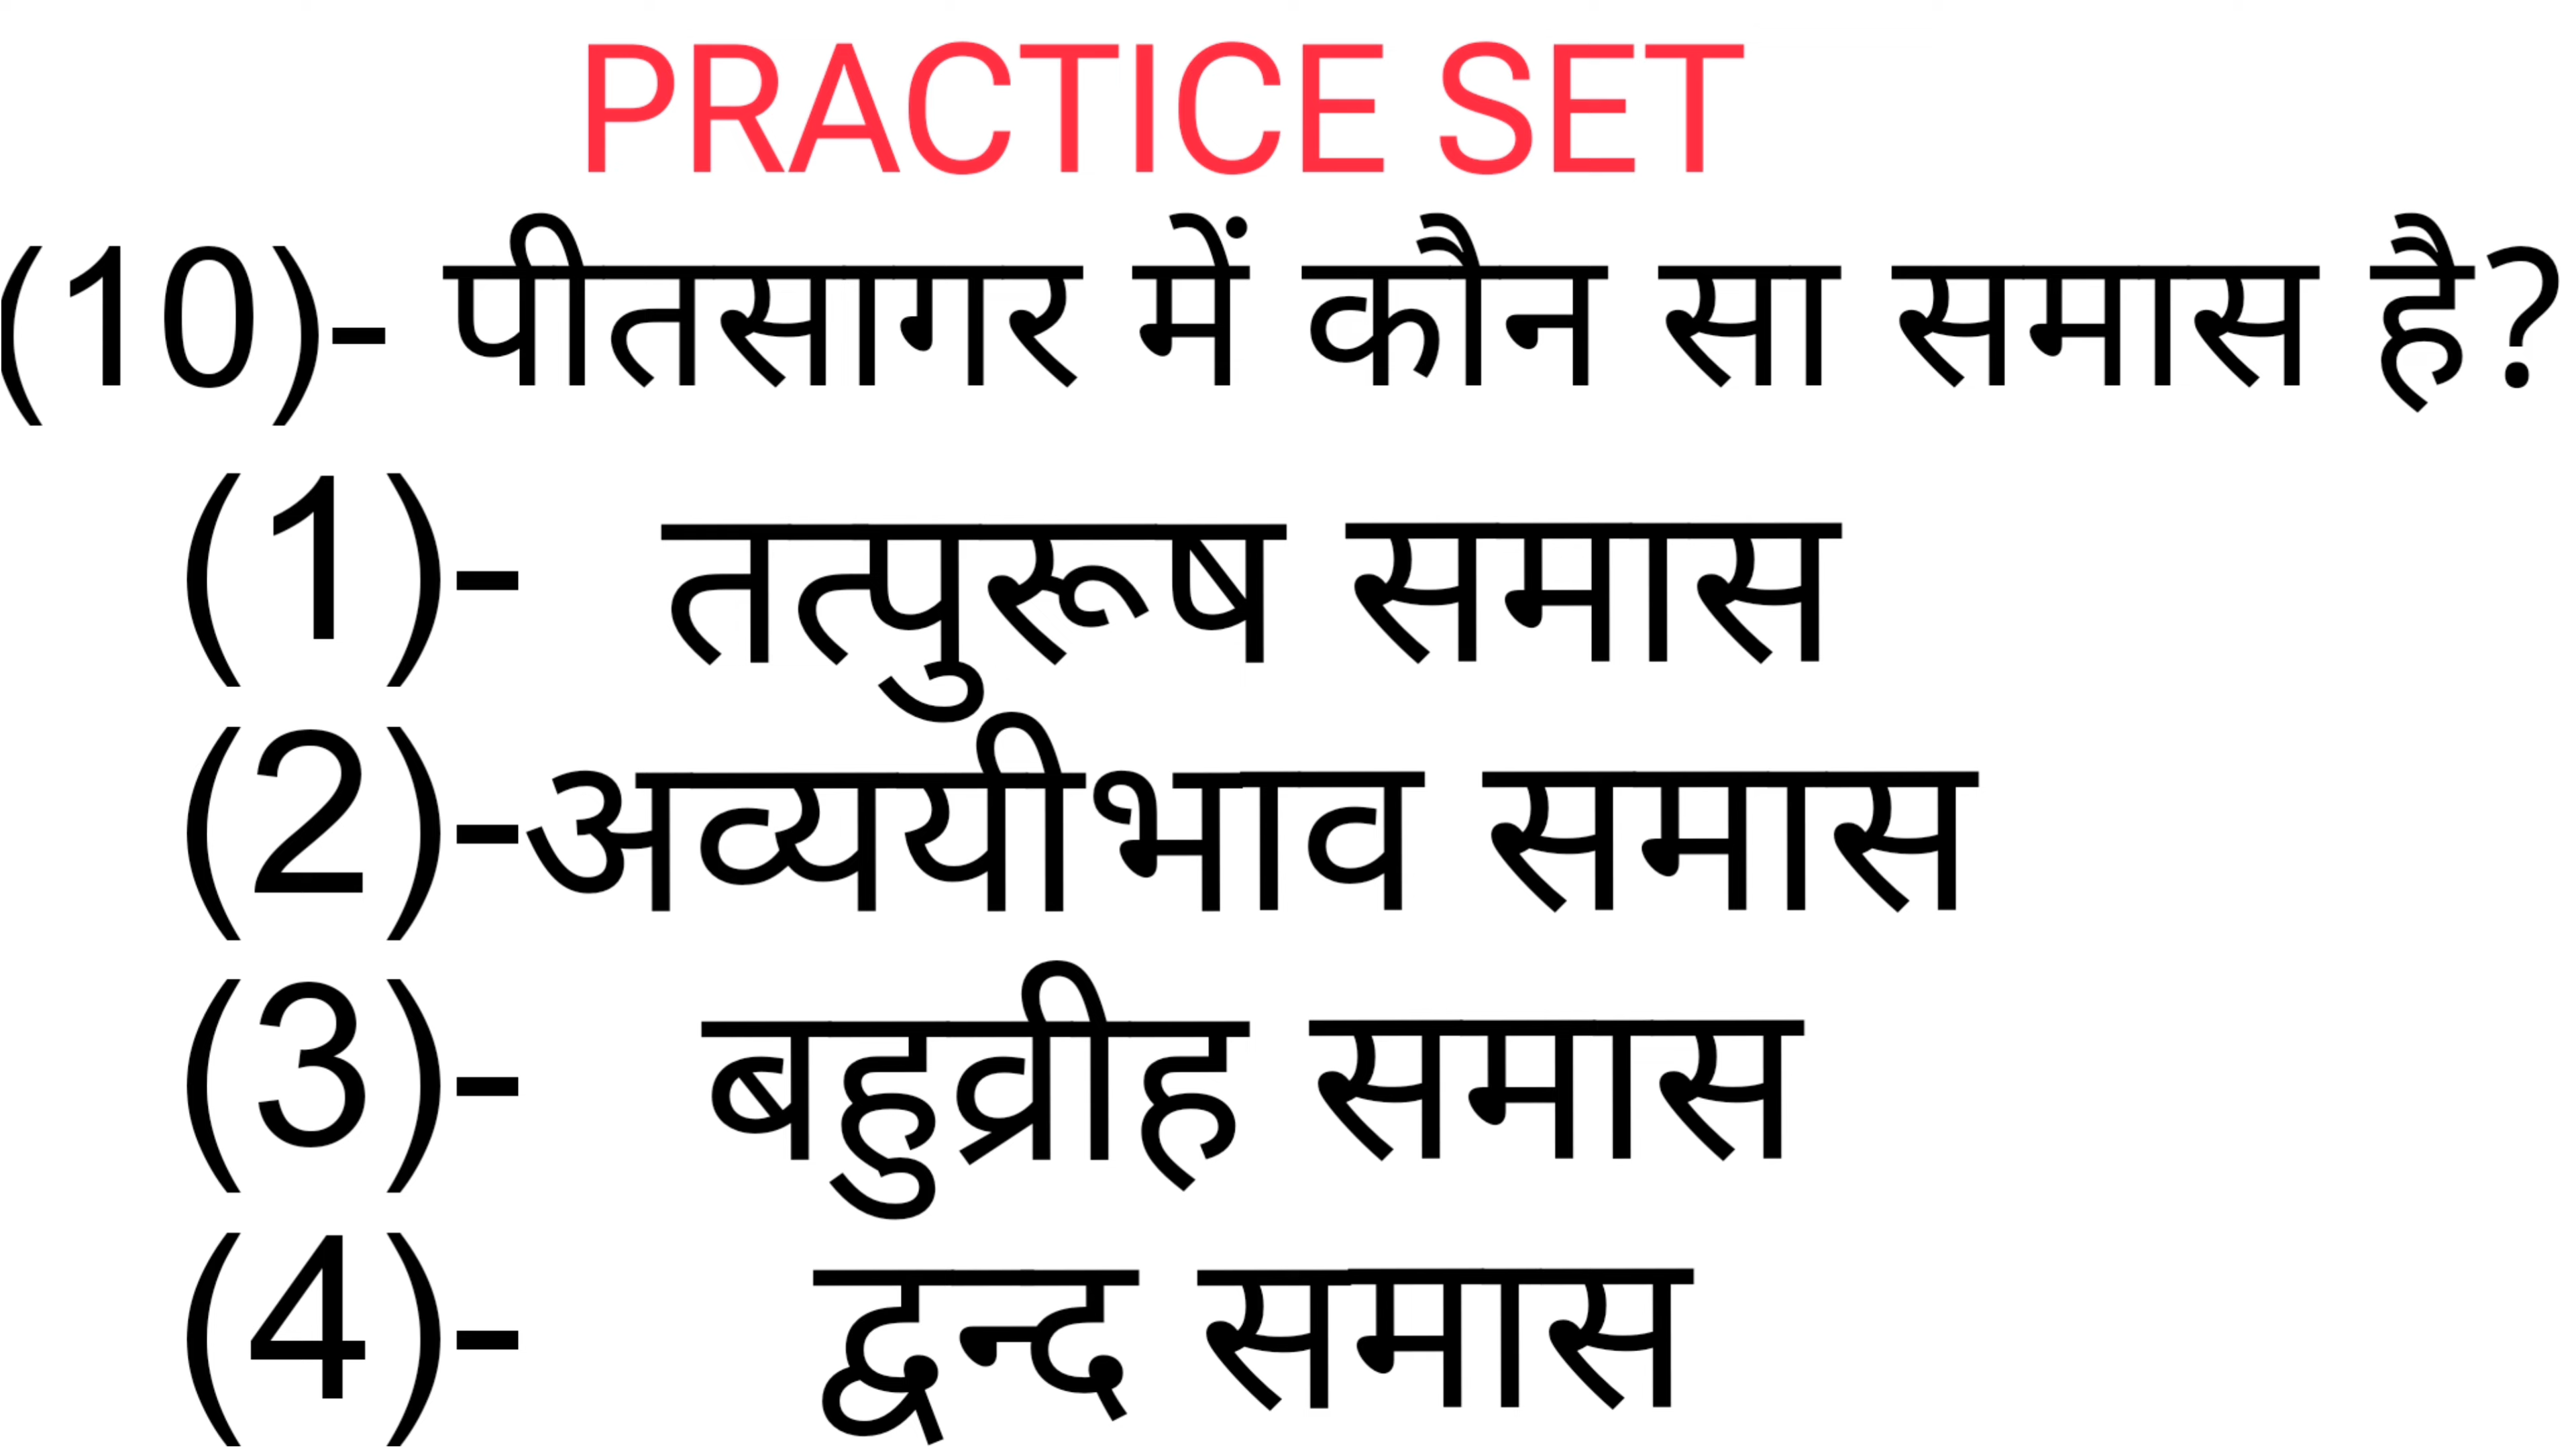 PRACTICE SET
(10)- पीतसागर में कौन सा समास है?
(1)- तत्पुरूष समास
(2)-अव्ययीभाव समास
(3)- बहुव्रीह समास
(4)- द्वन्द समास